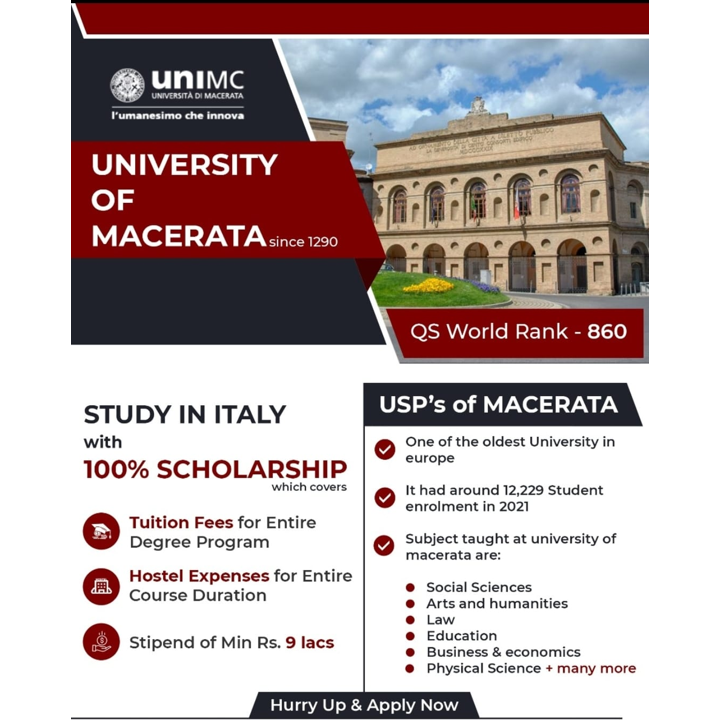 unIMC
UNIVERSITÀ DI MACERATA
l'umanesimo che innova
UNIVERSITY
OF
MACERATA since 1290
QS World Rank - 860
STUDY IN ITALY
with
100% SCHOLARSHIP
which covers
Tuition Fees for Entire
Degree Program
Hostel Expenses for Entire
Course Duration
Stipend of Min Rs. 9 lacs
USP's of MACERATA
One of the oldest University in
europe
It had around 12,229 Student
enrolment in 2021
Subject taught at university of
macerata are:
Social Sciences
Arts and humanities
Law
Education
Business & economics
Physical Science + many more
Hurry Up & Apply Now